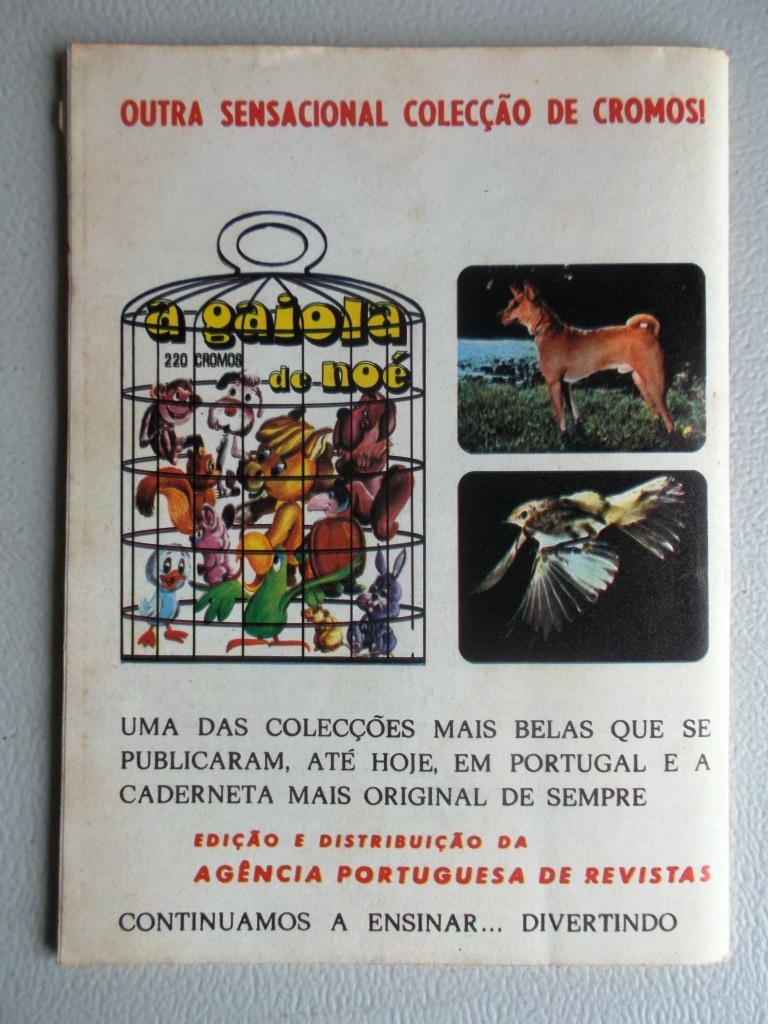 OUTRA SENSACIONAL COLECÇÃO DE CROMOS!
a gaiola
220 CROMOS
de noé
UMA DAS COLECÇÕES MAIS BELAS QUE SE
PUBLICARAM, ATÉ HOJE, EM PORTUGAL E A
CADERNETA MAIS ORIGINAL DE SEMPRE
EDIÇÃO E DISTRIBUIÇÃO DA
AGÊNCIA PORTUGUESA DE REVISTAS
CONTINUAMOS A ENSINAR... DIVERTINDO